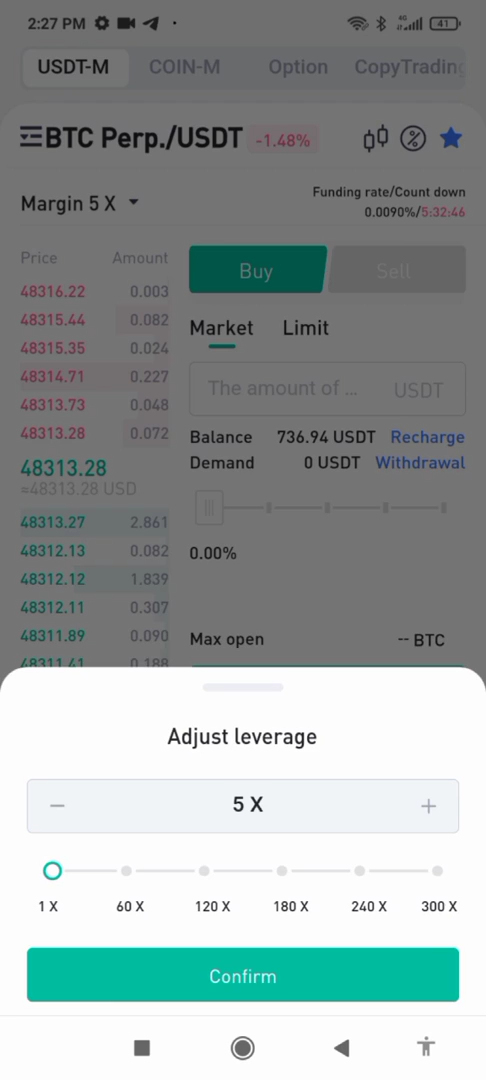 2:27 PM 4G 41
USDT-M COIN-M Option CopyTrading
BTC Perp./USDT -1.48%
Margin 5 X
Funding rate/Count down
0.0090%/5:32:46
Price Amount
48316.22 0.003
48315.44 0.082
48315.35 0.024
48314.71 0.227
48313.73 0.048
48313.28 0.072
48313.28
≈48313.28 USD
48313.27 2.861
48312.13 0.082
48312.12 1.839
48312.11 0.307
48311.89 0.090
48311.41 0.188
Buy Sell
Market Limit
The amount of ... USDT
Balance 736.94 USDT Recharge
Demand 0 USDT Withdrawal
0.00%
Max open -- BTC
Adjust leverage
− 5 X +
1 X 60 X 120 X 180 X 240 X 300 X
Confirm